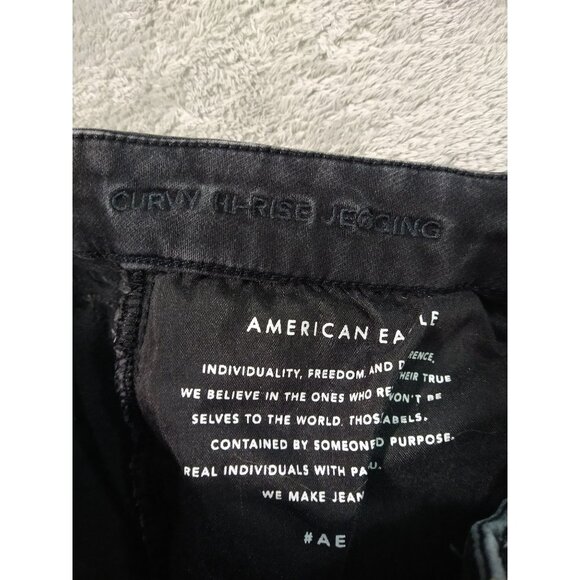 CURVY HI-RISE JEGGING
AMERICAN EA LE
INDIVIDUALITY, FREEDOM, AND D RENCE,
WE BELIEVE IN THE ONES WHO RE HEIR TRUE
SELVES TO THE WORLD, THOS WON'T BE
CONTAINED BY SOMEON ABELS.
REAL INDIVIDUALS WITH PA D PURPOSE.
WE MAKE JEAN U.
#AE